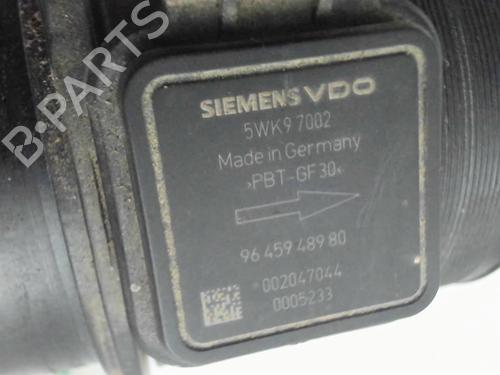 SIEMENS VDO
5WK9 7002
Made in Germany
>PBT-GF30<
96 459 489 80
*002047044
0005233
B-PARTS